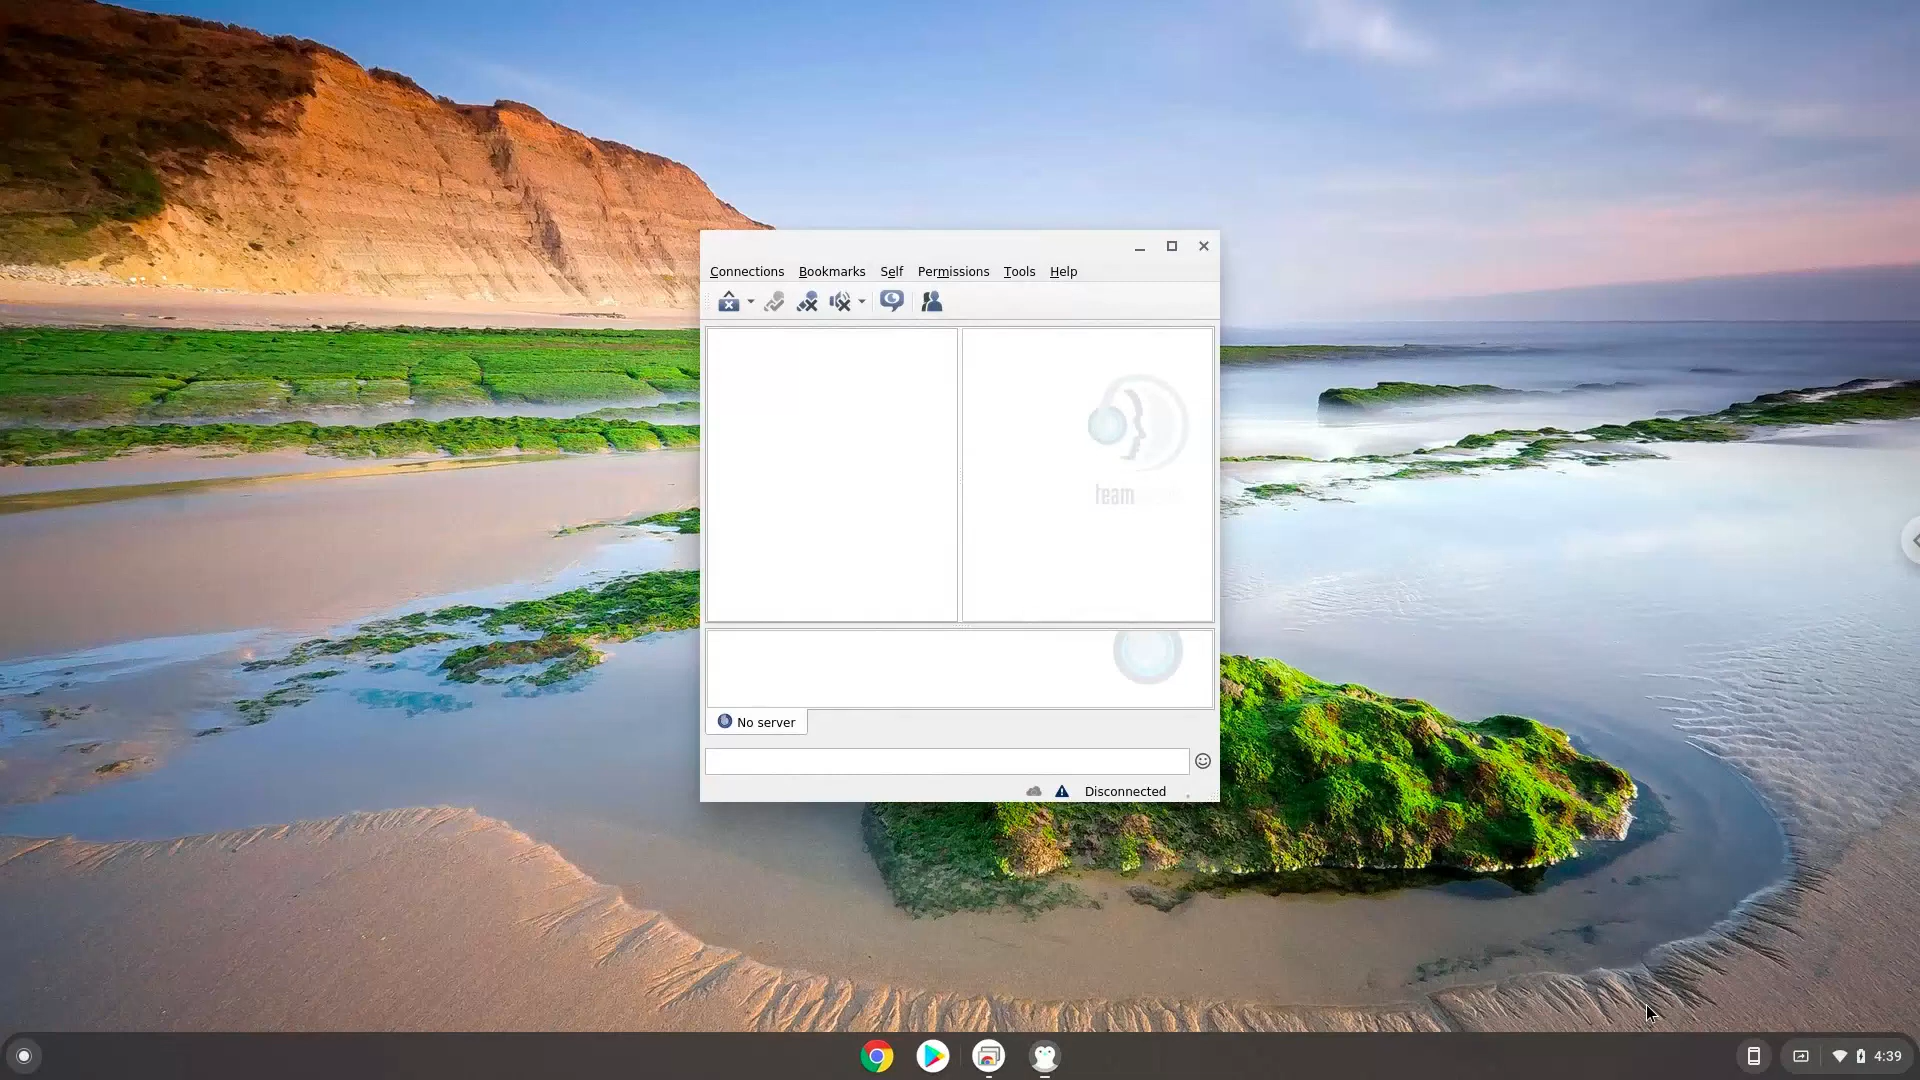 Connections Bookmarks Self Permissions Tools Help
team
No server
Disconnected
4:39